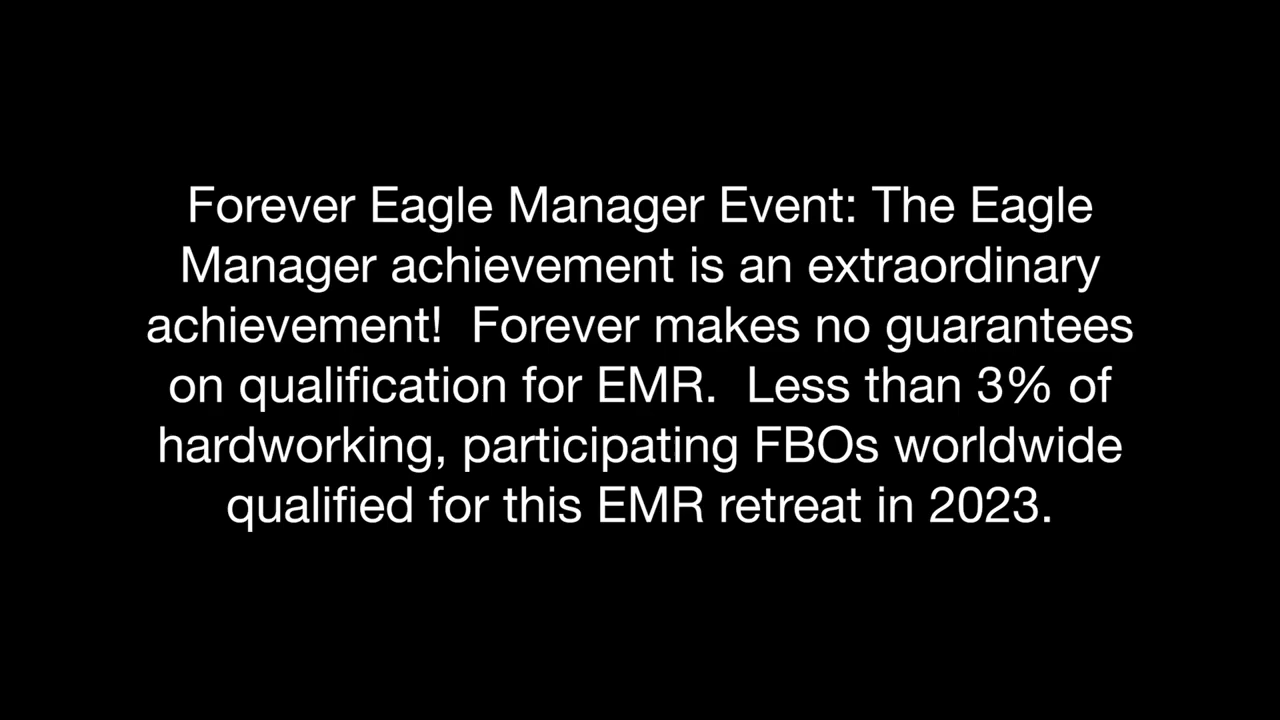 Forever Eagle Manager Event: The Eagle
Manager achievement is an extraordinary
achievement!  Forever makes no guarantees
on qualification for EMR.  Less than 3% of
hardworking, participating FBOs worldwide
qualified for this EMR retreat in 2023.